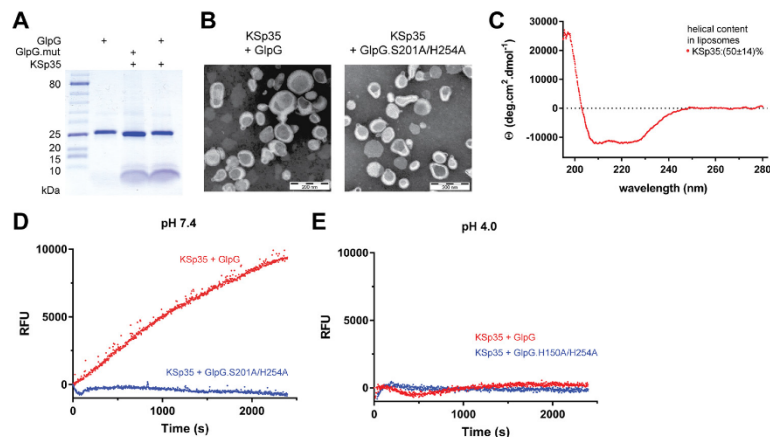 A
GlpG +
GlpG.mut +
KSp35 + +
+
80
25
20
15
10
kDa
B
KSp35
+ GlpG
KSp35
+ GlpG.S201A/H254A
200 nm
200 nm
C
30000
20000
10000
0
-10000
Θ (deg.cm².dmol⁻¹)
helical content
in liposomes
KSp35:(50±14)%
200 220 240 260 280
wavelength (nm)
D
pH 7.4
10000
5000
0
RFU
KSp35 + GlpG
KSp35 + GlpG.S201A/H254A
0 1000 2000
Time (s)
E
pH 4.0
10000
5000
0
RFU
KSp35 + GlpG
KSp35 + GlpG.H150A/H254A
0 1000 2000
Time (s)